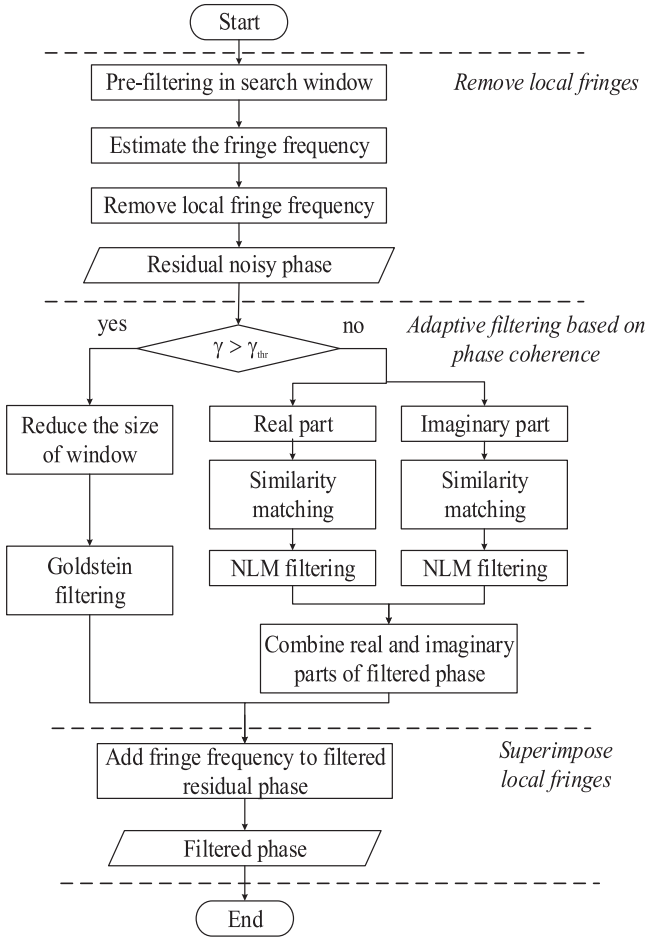 Start
Pre-filtering in search window
Remove local fringes
Estimate the fringe frequency
Remove local fringe frequency
Residual noisy phase
yes
no
Adaptive filtering based on
phase coherence
γ > γthr
Reduce the size
of window
Real part
Imaginary part
Similarity
matching
Similarity
matching
Goldstein
filtering
NLM filtering
NLM filtering
Combine real and imaginary
parts of filtered phase
Add fringe frequency to filtered
residual phase
Superimpose
local fringes
Filtered phase
End